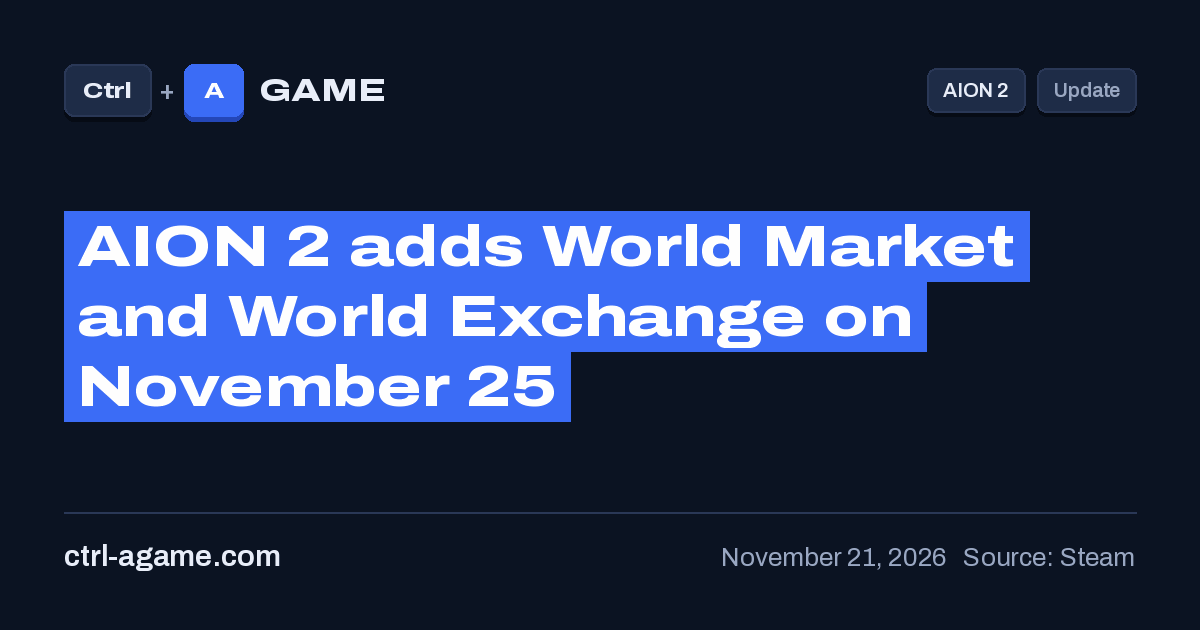 Ctrl + A GAME
AION 2 Update
AION 2 adds World Market
and World Exchange on
November 25
ctrl-agame.com
November 21, 2026 Source: Steam